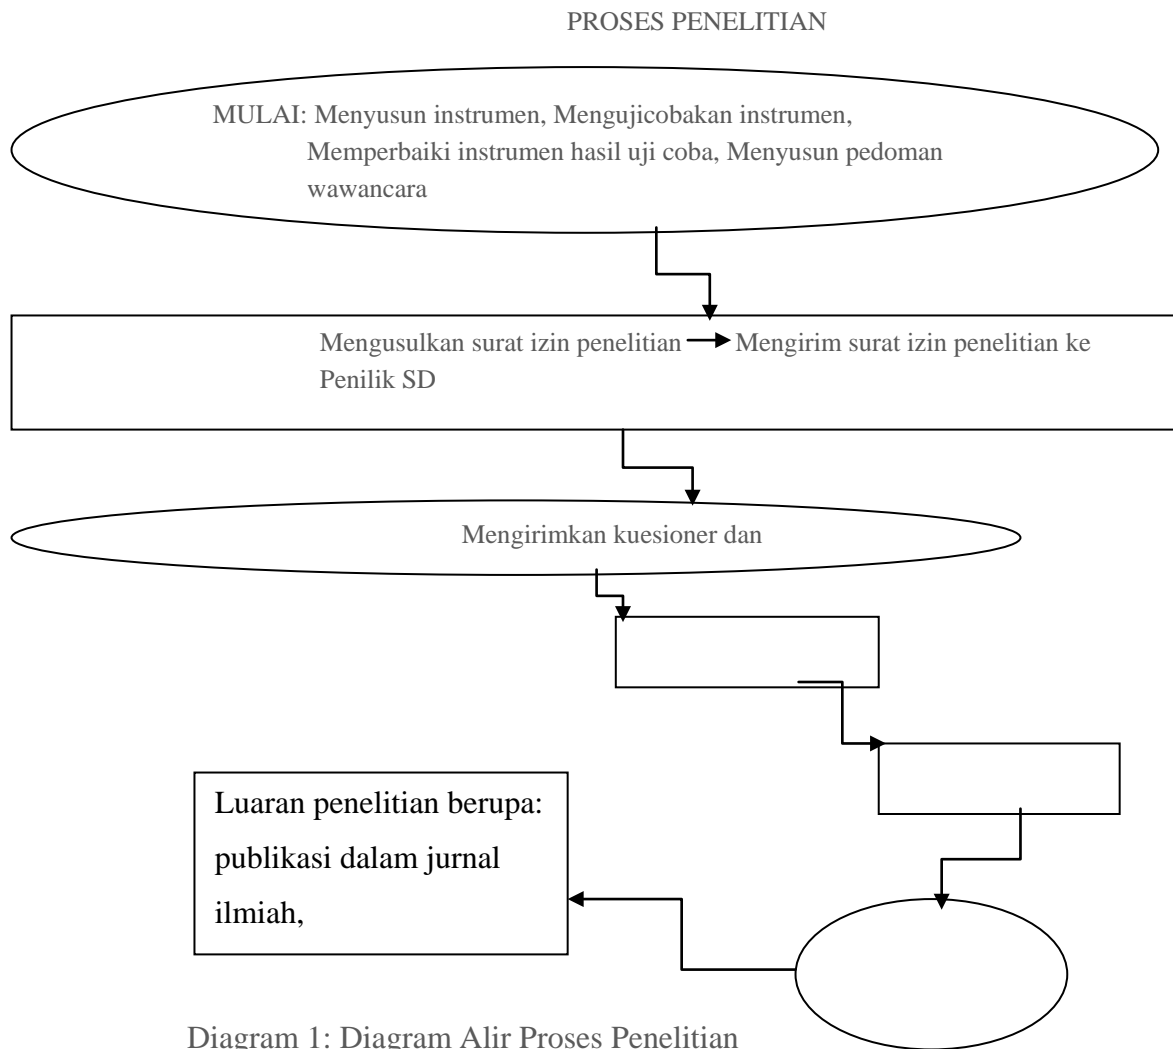 PROSES PENELITIAN
MULAI: Menyusun instrumen, Mengujicobakan instrumen,
Memperbaiki instrumen hasil uji coba, Menyusun pedoman
wawancara
Mengusulkan surat izin penelitian Mengirim surat izin penelitian ke
Penilik SD
Mengirimkan kuesioner dan
Luaran penelitian berupa:
publikasi dalam jurnal
ilmiah,
Diagram 1: Diagram Alir Proses Penelitian